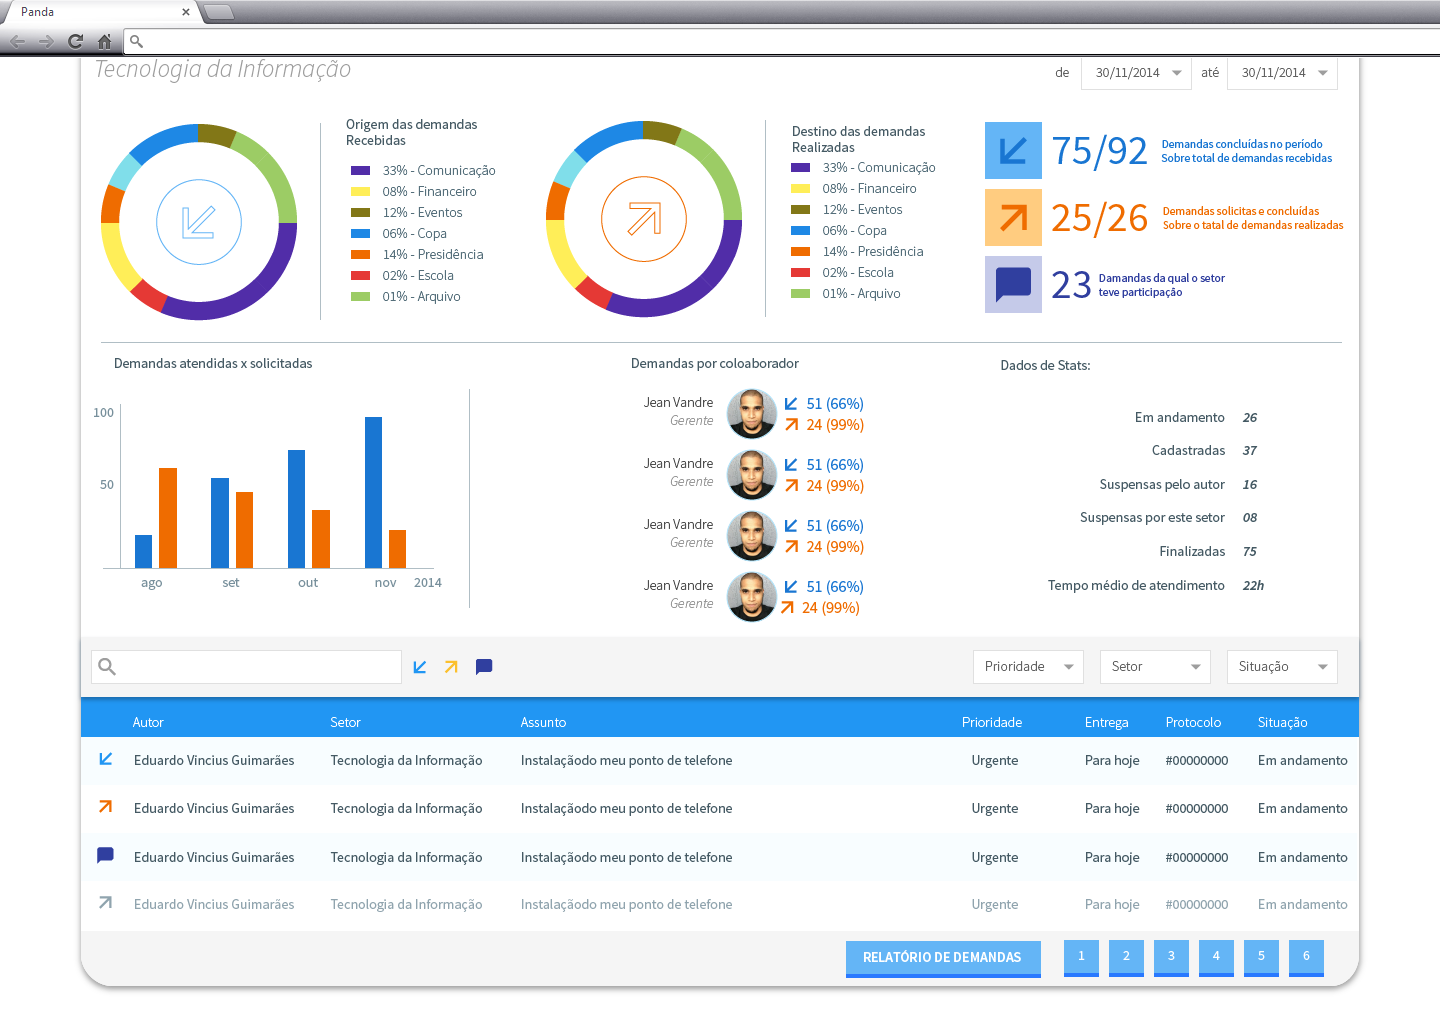 Panda
Tecnologia da Informação
de 30/11/2014 até 30/11/2014
Origem das demandas
Recebidas
33% - Comunicação
08% - Financeiro
12% - Eventos
06% - Copa
14% - Presidência
02% - Escola
01% - Arquivo
Destino das demandas
Realizadas
33% - Comunicação
08% - Financeiro
12% - Eventos
06% - Copa
14% - Presidência
02% - Escola
01% - Arquivo
75/92
Demandas concluídas no período
Sobre total de demandas recebidas
25/26
Demandas solicitas e concluídas
Sobre o tatal de demandas realizadas
23
Damandas da qual o setor
teve participação
Demandas atendidas x solicitadas
100
50
ago set out nov 2014
Demandas por coloaborador
Jean Vandre
Gerente
51 (66%)
24 (99%)
Jean Vandre
Gerente
51 (66%)
24 (99%)
Jean Vandre
Gerente
51 (66%)
24 (99%)
Jean Vandre
Gerente
51 (66%)
24 (99%)
Dados de Stats:
Em andamento 26
Cadastradas 37
Suspensas pelo autor 16
Suspensas por este setor 08
Finalizadas 75
Tempo médio de atendimento 22h
Prioridade Setor Situação
Autor Setor Assunto Prioridade Entrega Protocolo Situação
Eduardo Vincius Guimarães Tecnologia da Informação Instalaçãodo meu ponto de telefone Urgente Para hoje #00000000 Em andamento
Eduardo Vincius Guimarães Tecnologia da Informação Instalaçãodo meu ponto de telefone Urgente Para hoje #00000000 Em andamento
Eduardo Vincius Guimarães Tecnologia da Informação Instalaçãodo meu ponto de telefone Urgente Para hoje #00000000 Em andamento
Eduardo Vincius Guimarães Tecnologia da Informação Instalaçãodo meu ponto de telefone Urgente Para hoje #00000000 Em andamento
RELATÓRIO DE DEMANDAS 1 2 3 4 5 6